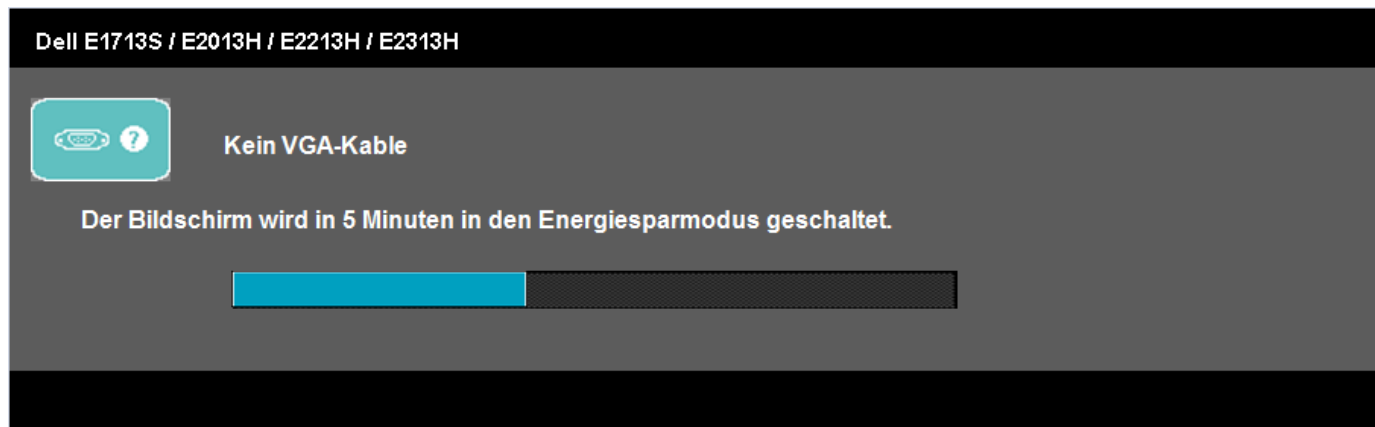 Dell E1713S / E2013H / E2213H / E2313H
?
Kein VGA-Kable
Der Bildschirm wird in 5 Minuten in den Energiesparmodus geschaltet.